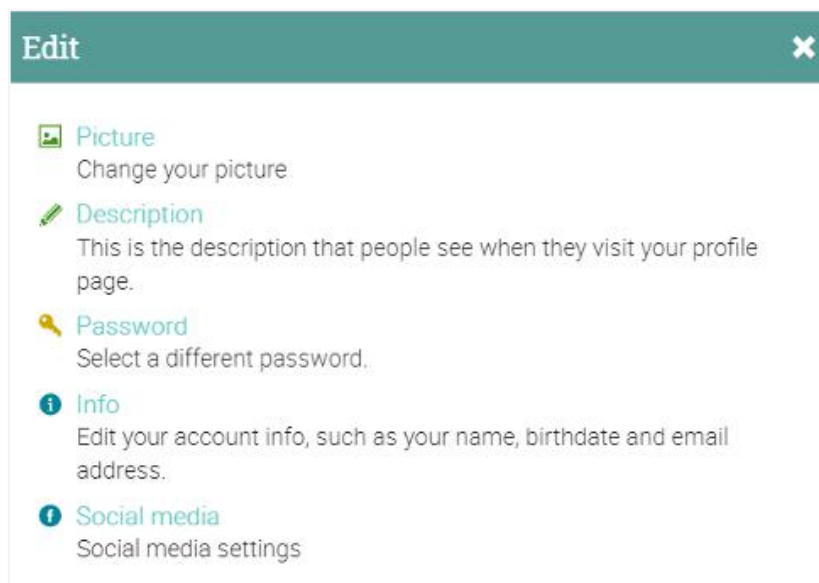 Edit
Picture
Change your picture
Description
This is the description that people see when they visit your profile
page.
Password
Select a different password.
Info
Edit your account info, such as your name, birthdate and email
address.
Social media
Social media settings